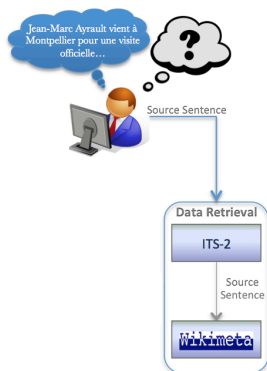 Jean-Marc Ayrault vient à
Montpellier pour une visite
officielle...
?
Source Sentence
Data Retrieval
ITS-2
Source
Sentence
Wikimeta